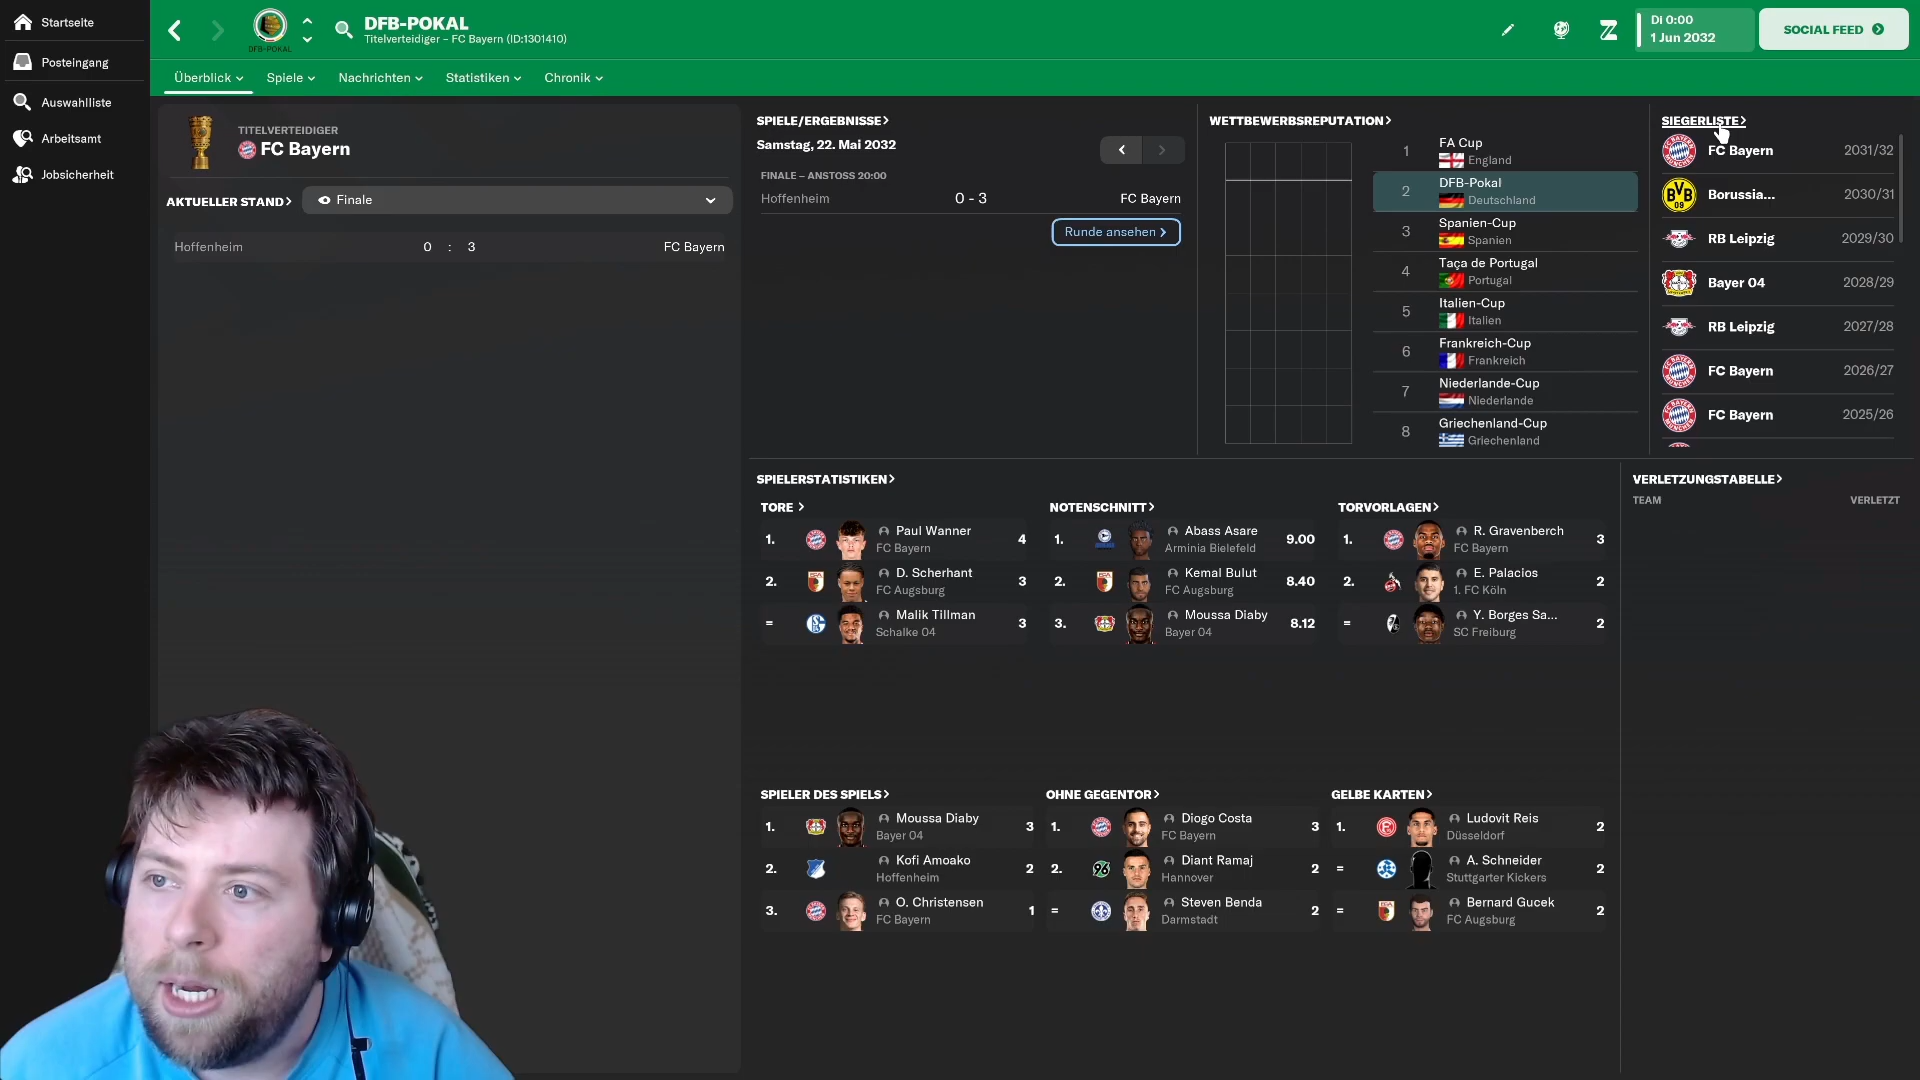 Startseite
Posteingang
Auswahlliste
Arbeitsamt
Jobsicherheit
DFB-POKAL
DFB-POKAL
Titelverteidiger – FC Bayern (ID:1301410)
Di 0:00
1 Jun 2032
SOCIAL FEED
Überblick
Spiele
Nachrichten
Statistiken
Chronik
TITELVERTEIDIGER
FC Bayern
AKTUELLER STAND
Finale
Hoffenheim 0 : 3 FC Bayern
SPIELE/ERGEBNISSE
Samstag, 22. Mai 2032
FINALE – ANSTOSS 20:00
Hoffenheim 0 - 3 FC Bayern
Runde ansehen
WETTBEWERBSREPUTATION
1 FA Cup
England
2 DFB-Pokal
Deutschland
3 Spanien-Cup
Spanien
4 Taça de Portugal
Portugal
5 Italien-Cup
Italien
6 Frankreich-Cup
Frankreich
7 Niederlande-Cup
Niederlande
8 Griechenland-Cup
Griechenland
SIEGERLISTE
FC Bayern 2031/32
Borussia... 2030/31
RB Leipzig 2029/30
Bayer 04 2028/29
RB Leipzig 2027/28
FC Bayern 2026/27
FC Bayern 2025/26
SPIELERSTATISTIKEN
TORE
1. Paul Wanner 4
FC Bayern
2. D. Scherhant 3
FC Augsburg
= Malik Tillman 3
Schalke 04
NOTENSCHNITT
1. Abass Asare 9.00
Arminia Bielefeld
2. Kemal Bulut 8.40
FC Augsburg
3. Moussa Diaby 8.12
Bayer 04
TORVORLAGEN
1. R. Gravenberch 3
FC Bayern
2. E. Palacios 2
1. FC Köln
= Y. Borges Sa... 2
SC Freiburg
VERLETZUNGSTABELLE
TEAM VERLETZT
SPIELER DES SPIELS
1. Moussa Diaby 3
Bayer 04
2. Kofi Amoako 2
Hoffenheim
3. O. Christensen 1
FC Bayern
OHNE GEGENTOR
1. Diogo Costa 3
FC Bayern
2. Diant Ramaj 2
Hannover
= Steven Benda 2
Darmstadt
GELBE KARTEN
1. Ludovit Reis 2
Düsseldorf
= A. Schneider 2
Stuttgarter Kickers
= Bernard Gucek 2
FC Augsburg